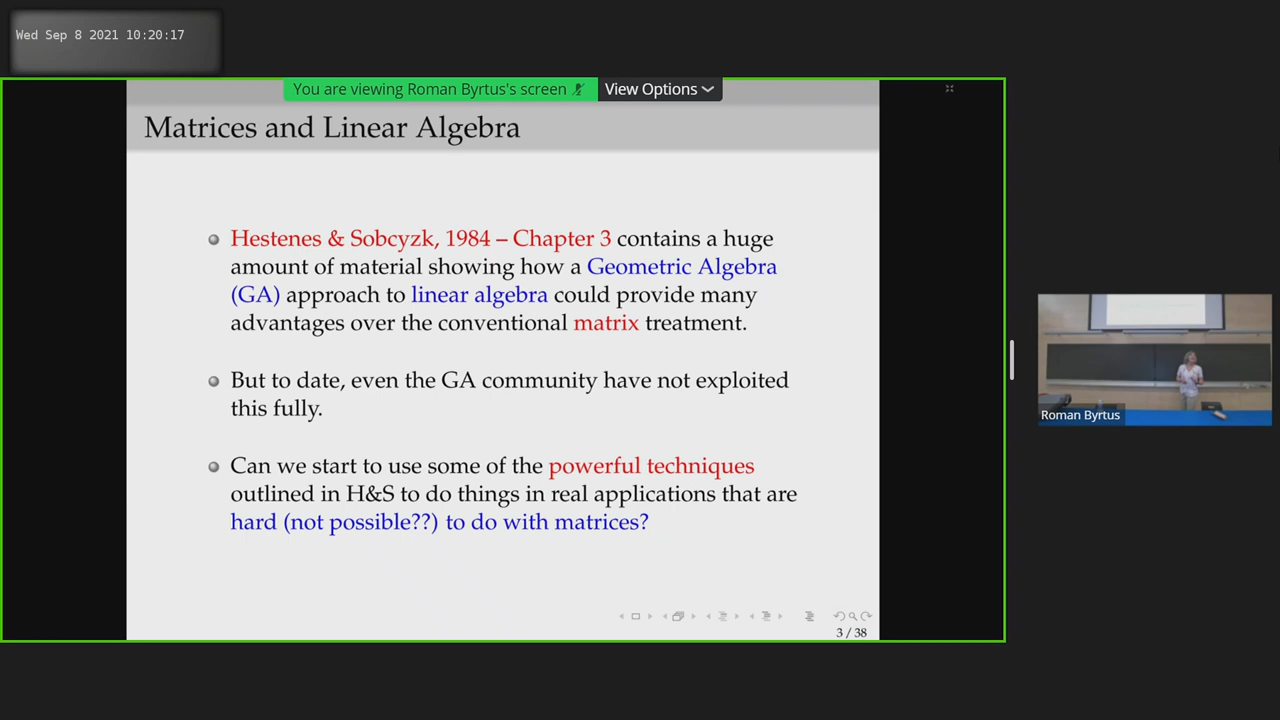 Wed Sep 8 2021 10:20:17
You are viewing Roman Byrtus's screen
View Options
Matrices and Linear Algebra
Hestenes & Sobcyzk, 1984 – Chapter 3 contains a huge
amount of material showing how a Geometric Algebra
(GA) approach to linear algebra could provide many
advantages over the conventional matrix treatment.
But to date, even the GA community have not exploited
this fully.
Can we start to use some of the powerful techniques
outlined in H&S to do things in real applications that are
hard (not possible??) to do with matrices?
3 / 38
Roman Byrtus